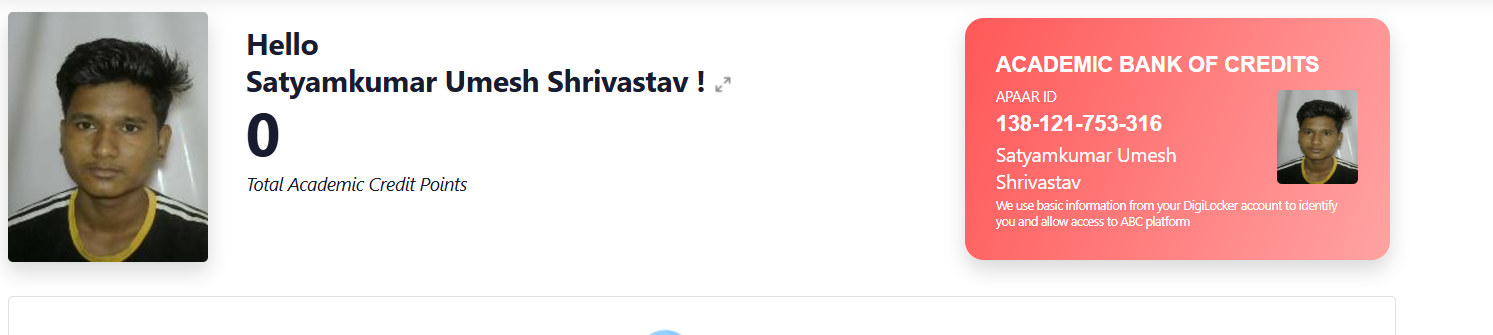 Hello
Satyamkumar Umesh Shrivastav !
0
Total Academic Credit Points
ACADEMIC BANK OF CREDITS
APAAR ID
138-121-753-316
Satyamkumar Umesh
Shrivastav
We use basic information from your DigiLocker account to identify
you and allow access to ABC platform